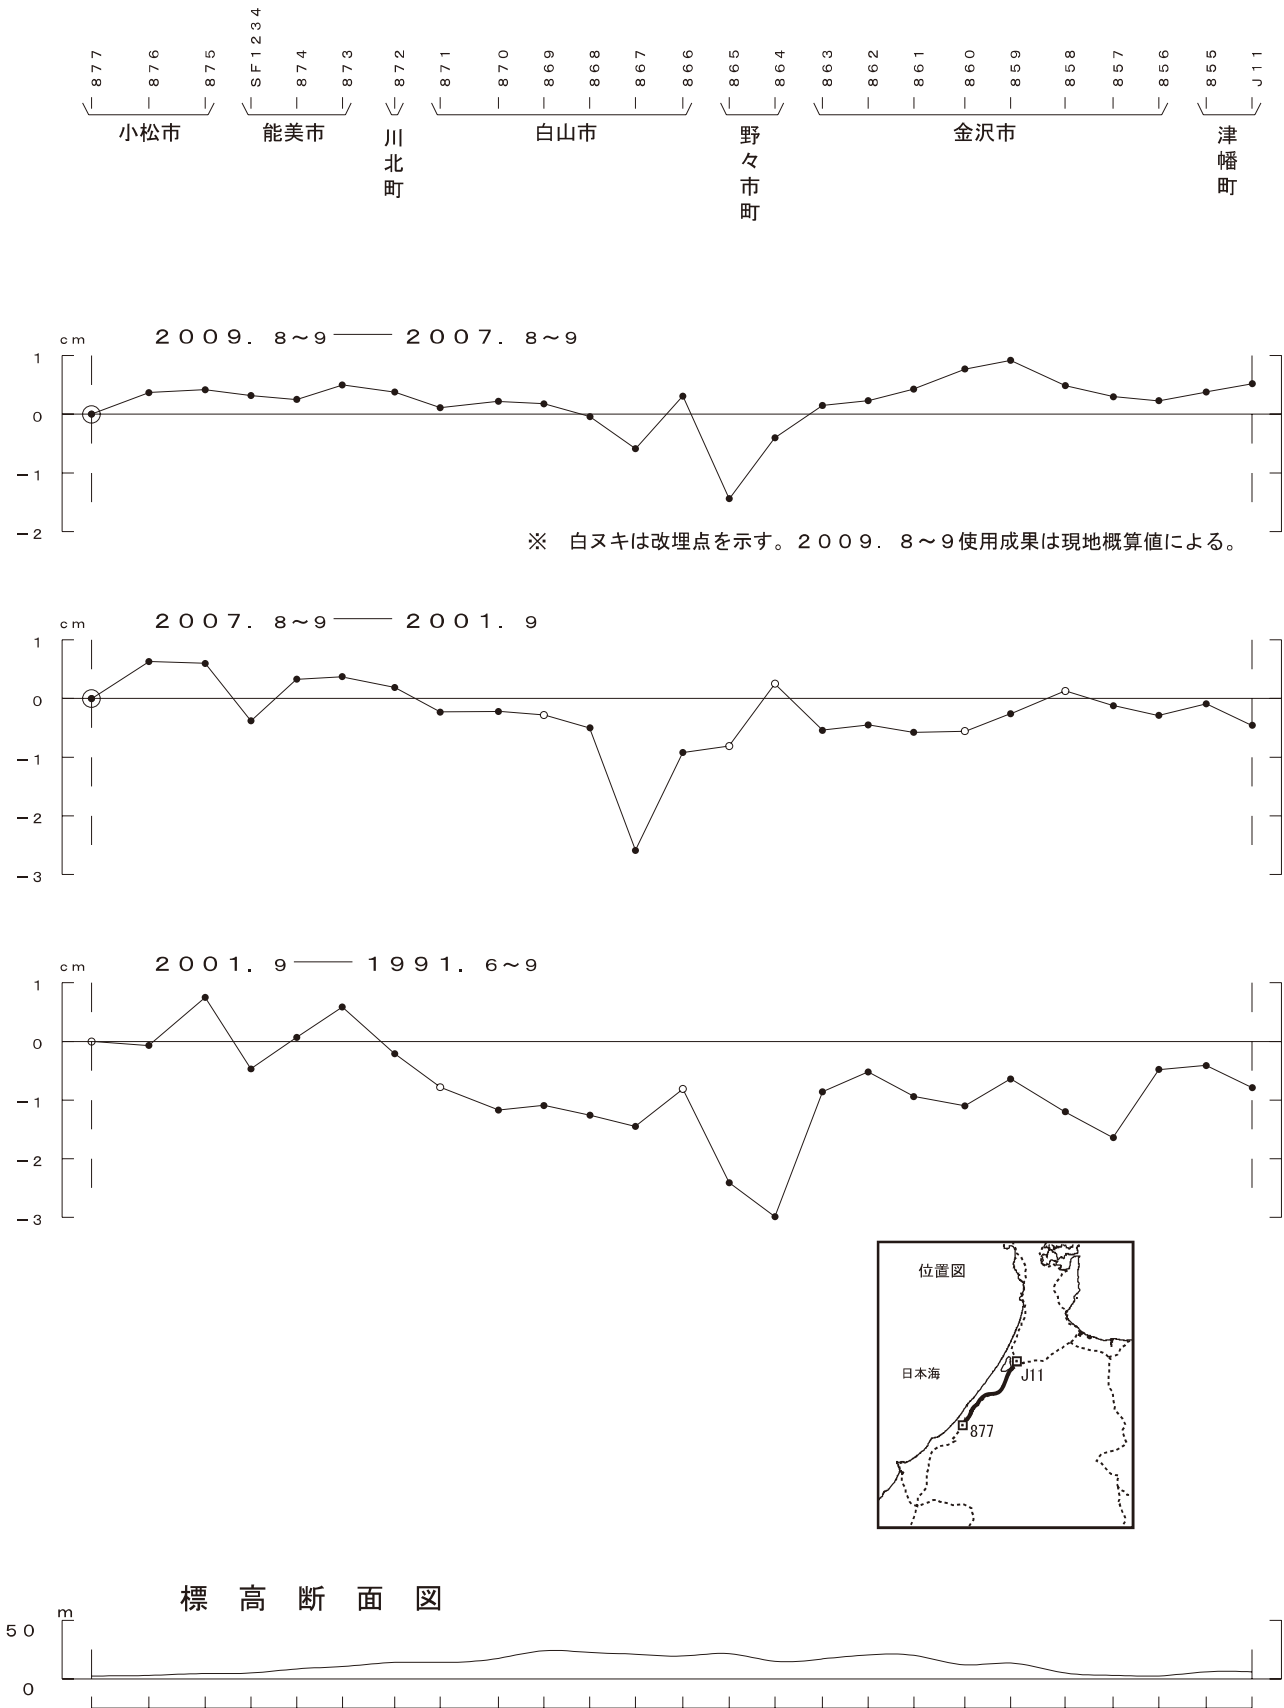 877 876 875 SF1234 874 873 872 871 870 869 868 867 866 865 864 863 862 861 860 859 858 857 856 855 J11
小松市 能美市 川北町 白山市 野々市町 金沢市 津幡町
cm ２００９．８～９ ―― ２００７．８～９
1
0
－1
－2
※　白ヌキは改埋点を示す。２００９．８～９使用成果は現地概算値による。
cm ２００７．８～９ ―― ２００１．９
1
0
－1
－2
－3
cm ２００１．９ ―― １９９１．６～９
1
0
－1
－2
－3
位置図
日本海
J11
877
標高断面図
m
５０
０